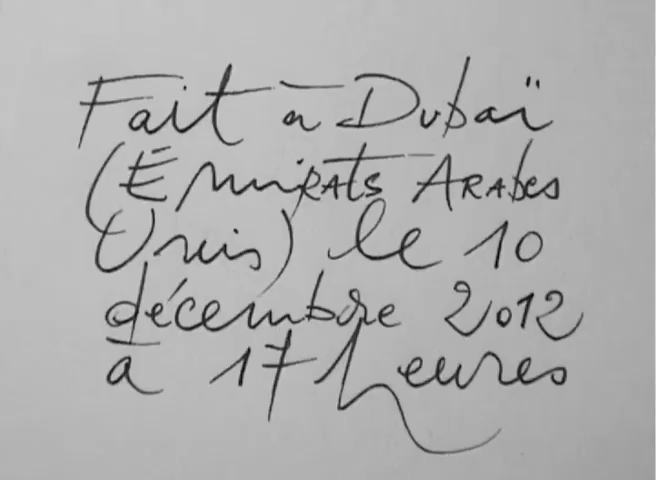 Fait à Dubaï
(Émirats Arabes
Unis) le 10
décembre 2012
à 17 heures